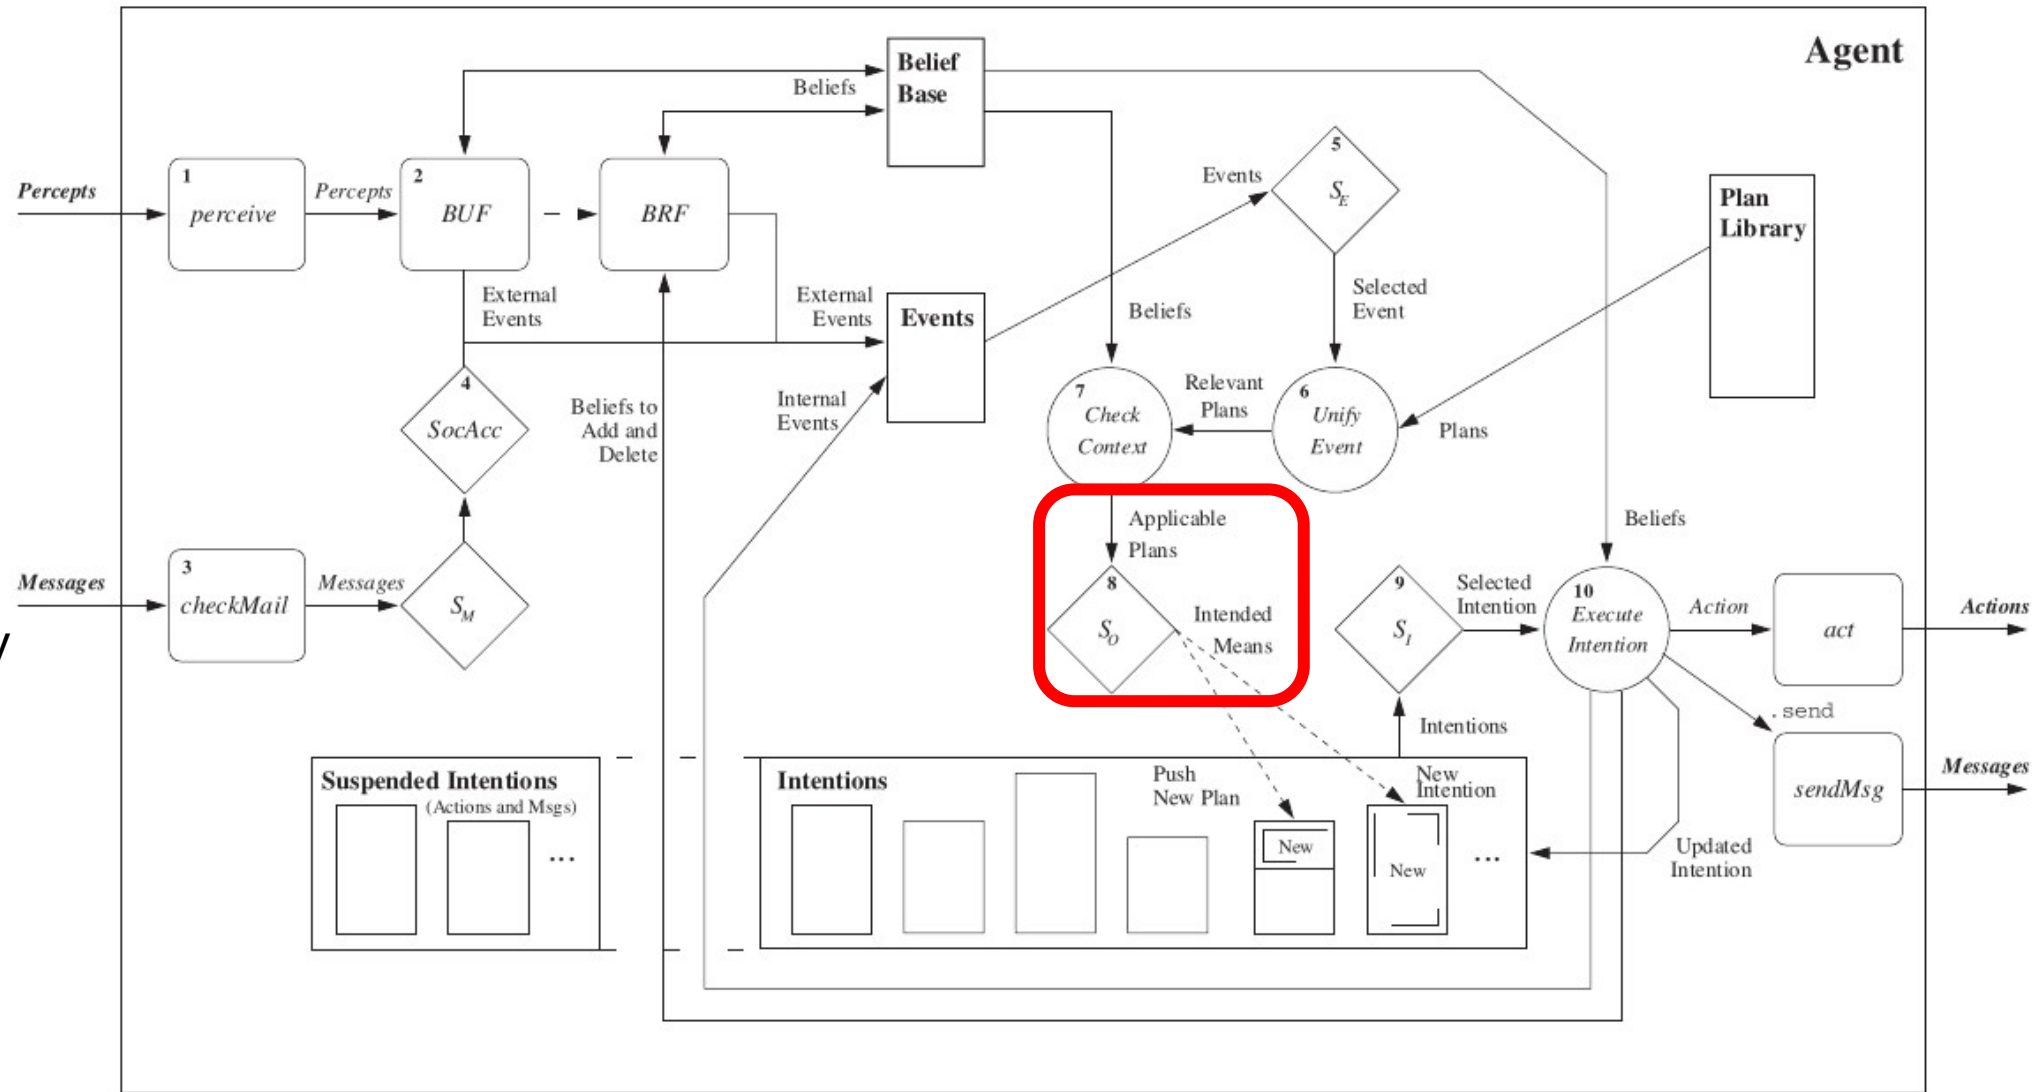 Agent
Belief
Base
Beliefs
5
S_E
Events
Plan
Library
Percepts
1
perceive
Percepts
2
BUF
BRF
External
Events
External
Events
Events
Beliefs
Selected
Event
4
SocAcc
Beliefs to
Add and
Delete
Internal
Events
7
Check
Context
Relevant
Plans
6
Unify
Event
Plans
Applicable
Plans
Beliefs
Messages
3
checkMail
Messages
S_M
y
8
S_O
Intended
Means
9
S_I
Selected
Intention
10
Execute
Intention
Action
act
Actions
.send
sendMsg
Messages
Intentions
Suspended Intentions
(Actions and Msgs)
...
Intentions
Push
New Plan
New
Intention
New
New
...
Updated
Intention